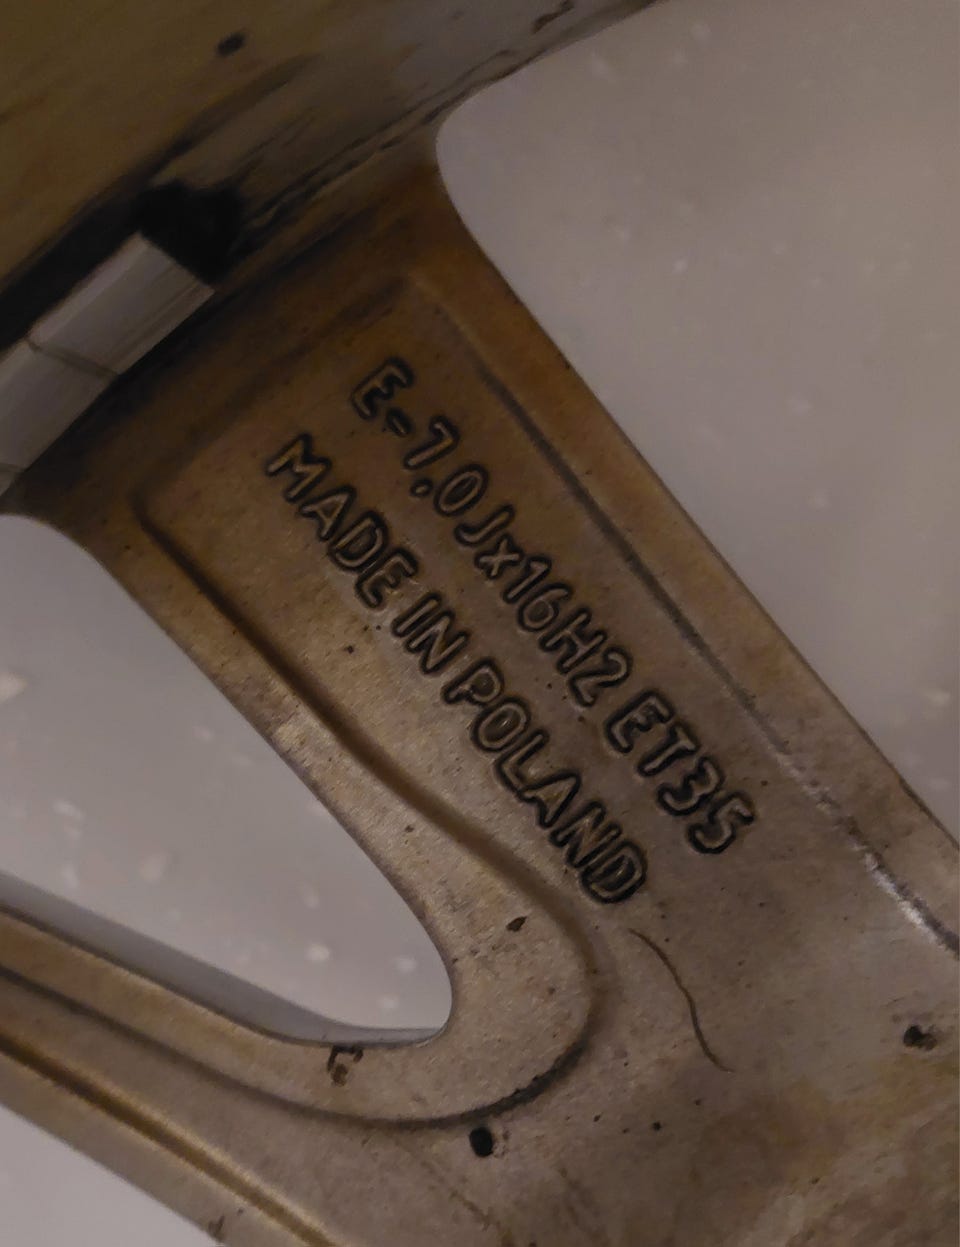 E-7.0Jx16H2 ET35
MADE IN POLAND